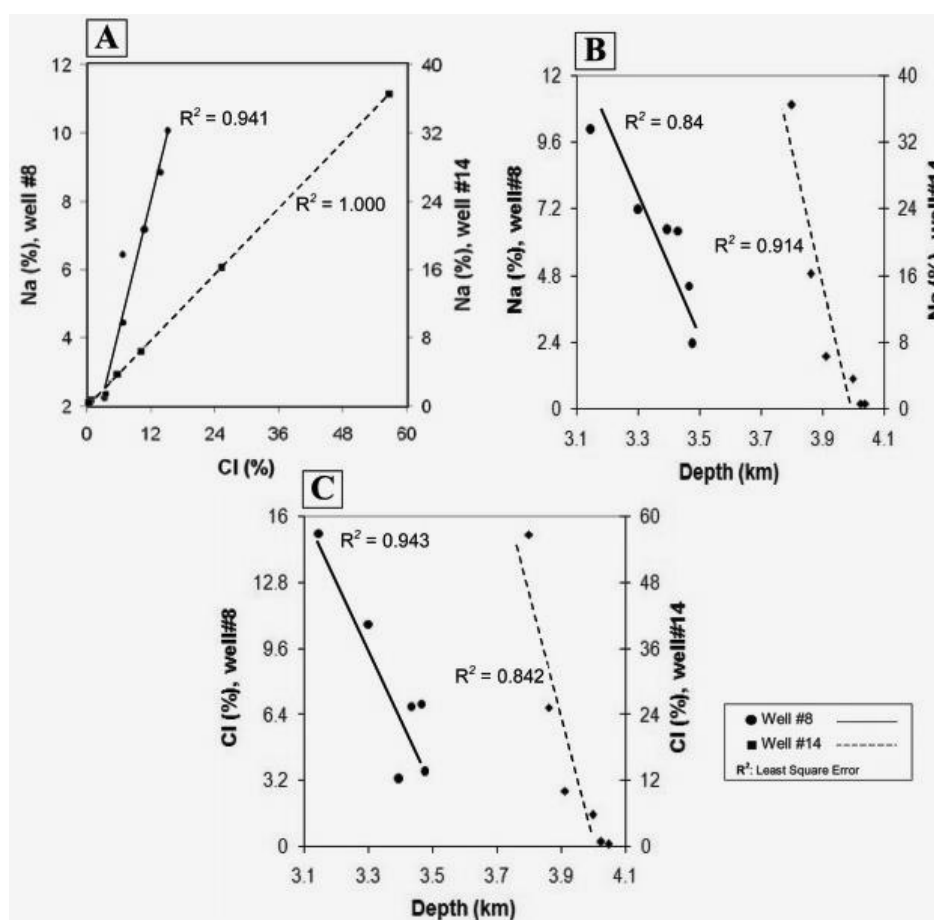 A
12
10
8
6
4
2
40
32
24
16
8
0
0
12
24
36
48
60
Na (%), well #8
Na (%), well #14
Cl (%)
R² = 0.941
R² = 1.000
B
12
9.6
7.2
4.8
2.4
0
40
32
24
16
8
0
3.1
3.3
3.5
3.7
3.9
4.1
Na (%), well#8
Na (%), well#14
Depth (km)
R² = 0.84
R² = 0.914
C
16
12.8
9.6
6.4
3.2
0
60
48
36
24
12
0
3.1
3.3
3.5
3.7
3.9
4.1
Cl (%), well#8
Cl (%), well#14
Depth (km)
R² = 0.943
R² = 0.842
Well #8
Well #14
R²: Least Square Error